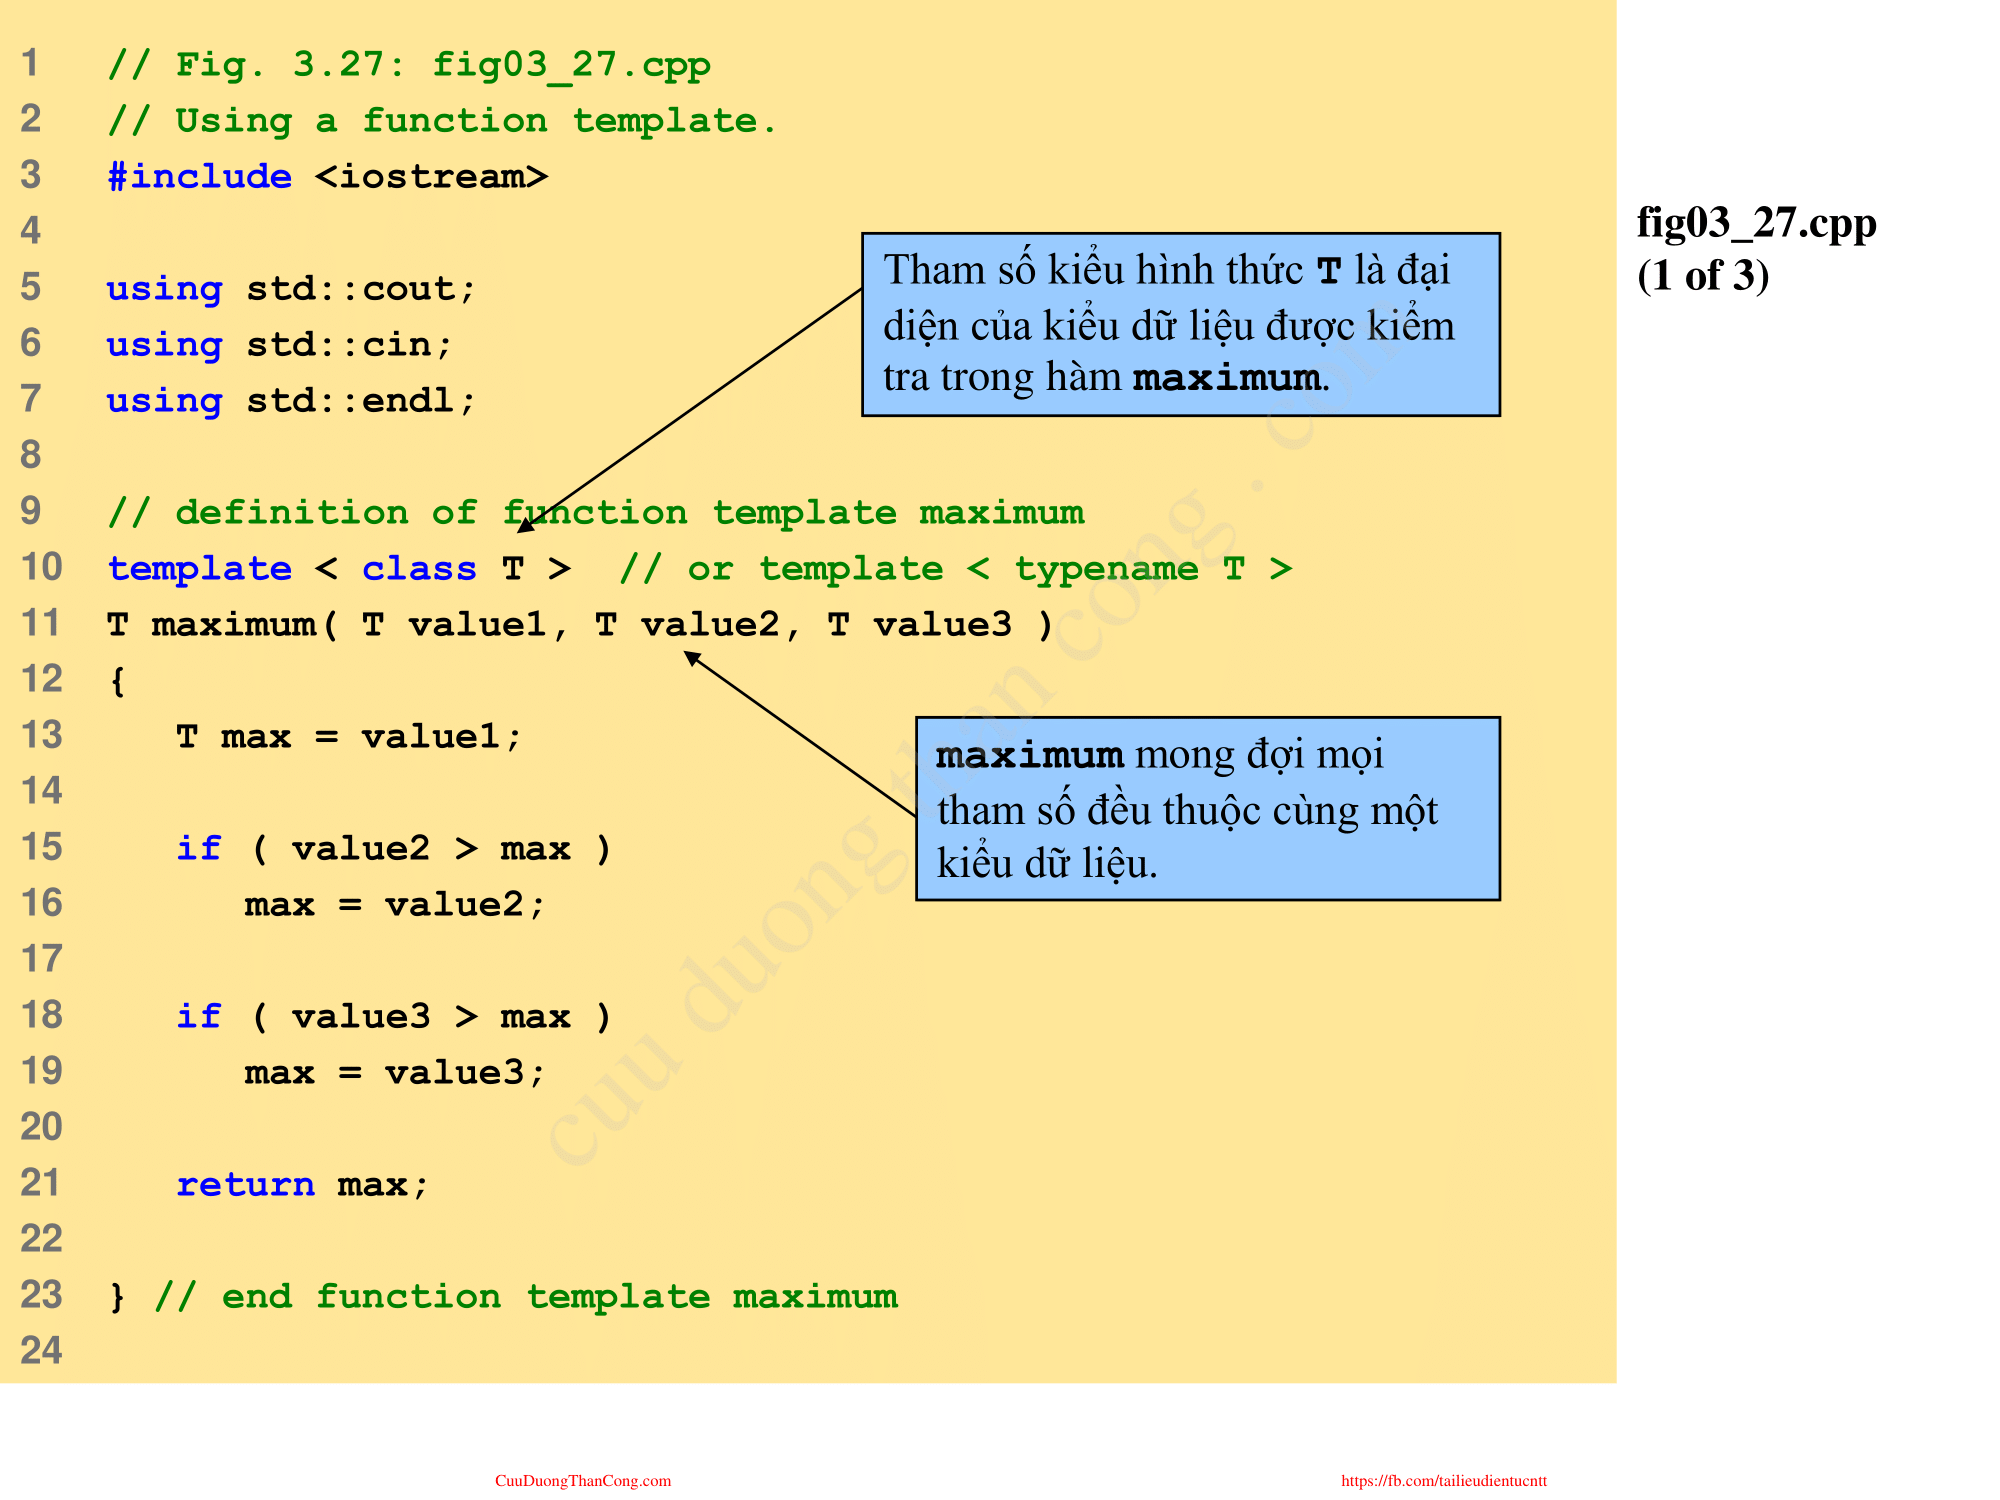 1 // Fig. 3.27: fig03_27.cpp
2 // Using a function template.
3 #include <iostream>
4
5 using std::cout;
6 using std::cin;
7 using std::endl;
8
9 // definition of function template maximum
10 template < class T > // or template < typename T >
11 T maximum( T value1, T value2, T value3 )
12 {
13 T max = value1;
14
15 if ( value2 > max )
16 max = value2;
17
18 if ( value3 > max )
19 max = value3;
20
21 return max;
22
23 } // end function template maximum
24
Tham số kiểu hình thức T là đại
diện của kiểu dữ liệu được kiểm
tra trong hàm maximum.
maximum mong đợi mọi
tham số đều thuộc cùng một
kiểu dữ liệu.
fig03_27.cpp
(1 of 3)
cuu duong than cong . com
CuuDuongThanCong.com
https://fb.com/tailieudientucntt